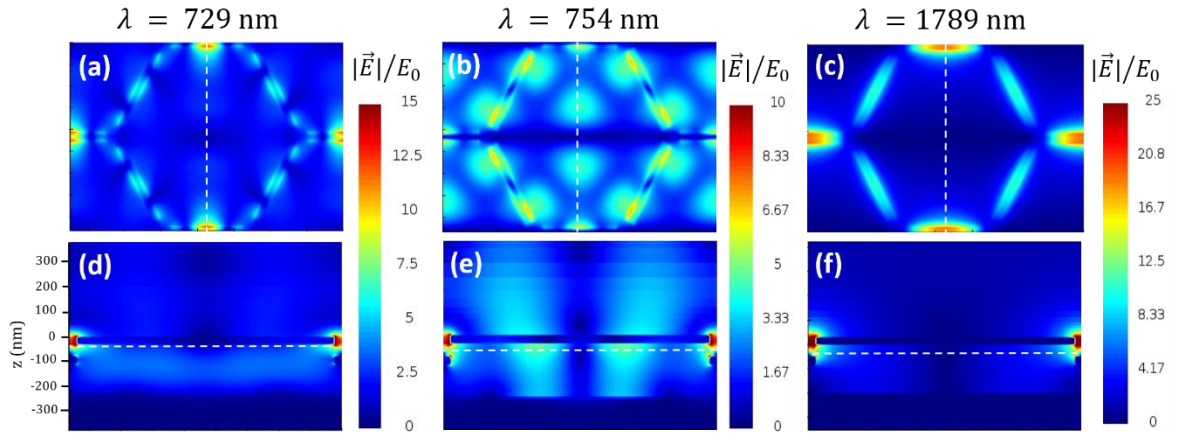 λ = 729 nm
λ = 754 nm
λ = 1789 nm
(a)
|E⃗|/E₀
15
12.5
10
7.5
5
2.5
0
(b)
|E⃗|/E₀
10
8.33
6.67
5
3.33
1.67
0
(c)
|E⃗|/E₀
25
20.8
16.7
12.5
8.33
4.17
0
(d)
z (nm)
300
200
100
0
-100
-200
-300
(e)
(f)